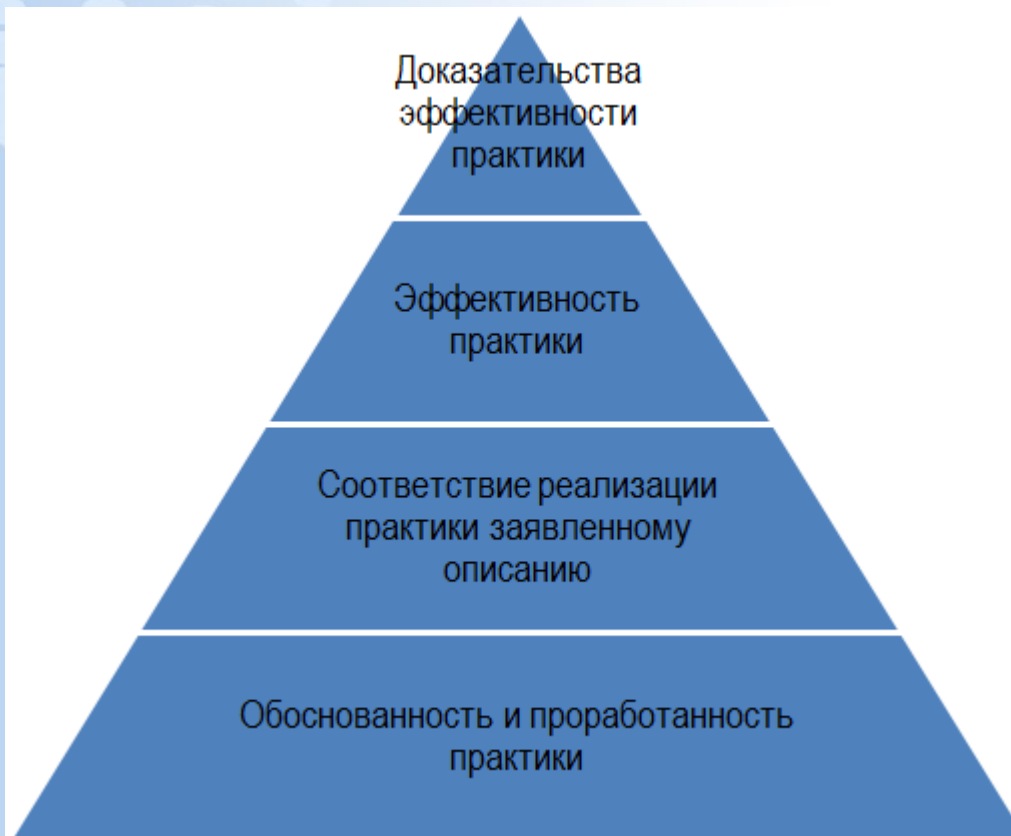 Доказательства
эффективности
практики
Эффективность
практики
Соответствие реализации
практики заявленному
описанию
Обоснованность и проработанность
практики